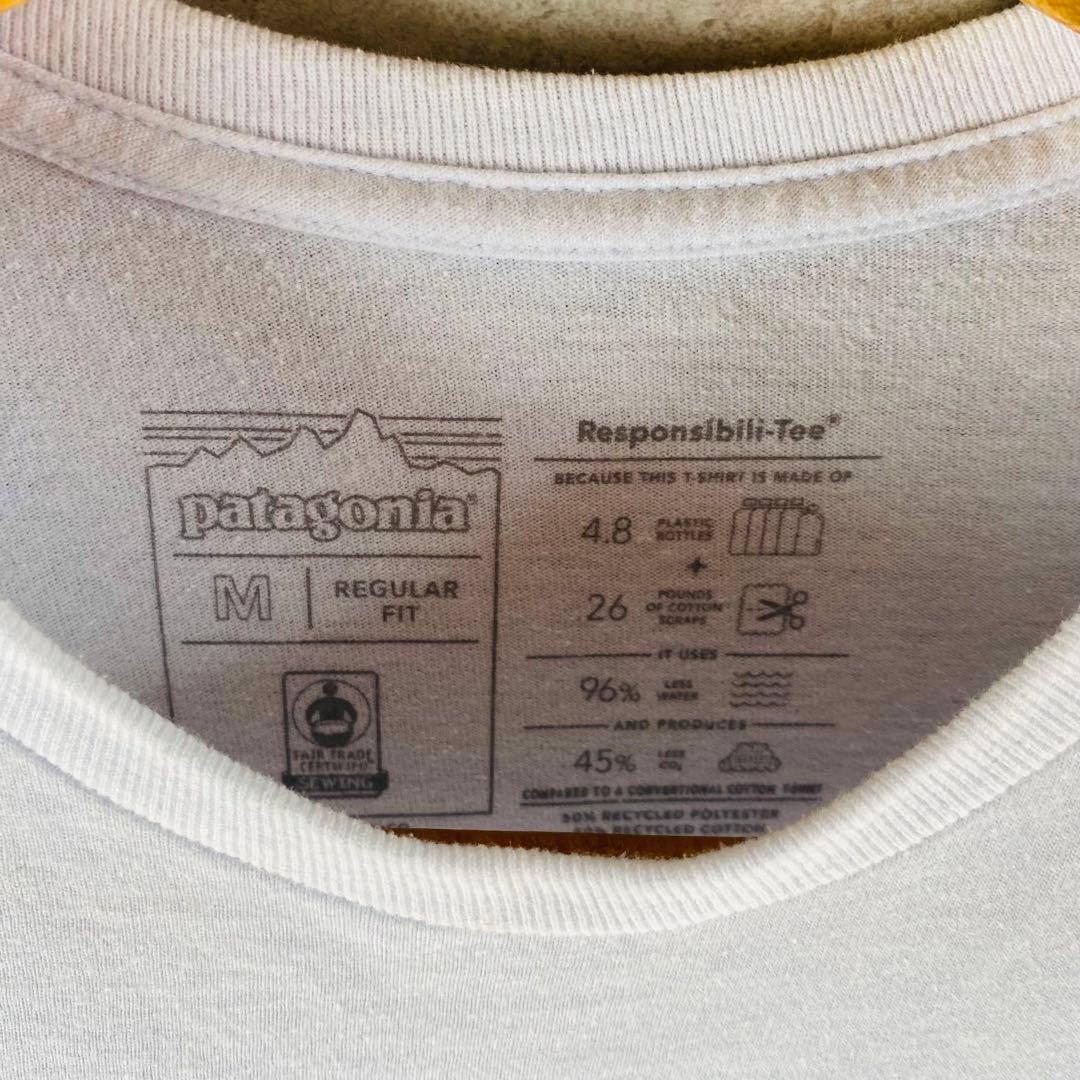 patagonia®
M
REGULAR
FIT
FAIR TRADE
CERTIFIED
SEWING
Responsibili-Tee®
BECAUSE THIS T-SHIRT IS MADE OF
4.8 PLASTIC
BOTTLES
+
.26 POUNDS
OF COTTON
SCRAPS
IT USES
96% LESS
WATER
AND PRODUCES
45% LESS
CO₂
COMPARED TO A CONVENTIONAL COTTON T-SHIRT
50% RECYCLED POLYESTER
50% RECYCLED COTTON